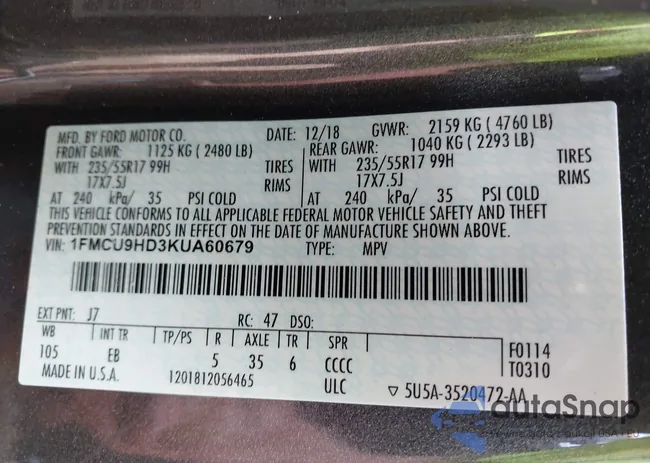 MFD. BY FORD MOTOR CO. DATE: 12/18 GVWR: 2159 KG ( 4760 LB)
FRONT GAWR: 1125 KG ( 2480 LB) REAR GAWR: 1040 KG ( 2293 LB)
WITH 235/55R17 99H TIRES WITH 235/55R17 99H TIRES
17X7.5J RIMS 17X7.5J RIMS
AT 240 kPa/ 35 PSI COLD AT 240 kPa/ 35 PSI COLD
THIS VEHICLE CONFORMS TO ALL APPLICABLE FEDERAL MOTOR VEHICLE SAFETY AND THEFT
PREVENTION STANDARDS IN EFFECT ON THE DATE OF MANUFACTURE SHOWN ABOVE.
VIN: 1FMCU9HD3KUA60679 TYPE: MPV
EXT PNT: J7 RC: 47 DSO:
WB INT TR TP/PS R AXLE TR SPR F0114
105 EB 5 35 6 CCCC T0310
MADE IN U.S.A. 1201812056465 ULC ▽ 5U5A-3520472-AA
autoSnap